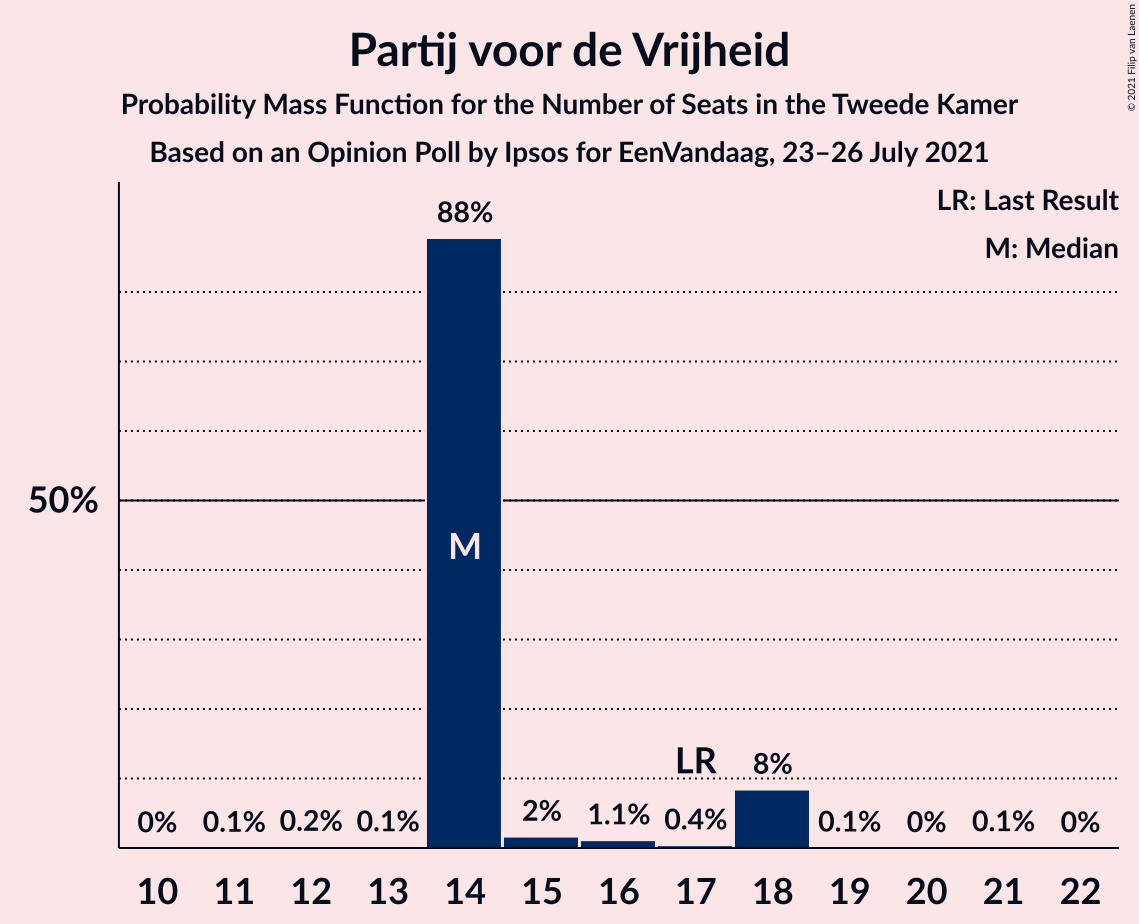 Partij voor de Vrijheid
Probability Mass Function for the Number of Seats in the Tweede Kamer
Based on an Opinion Poll by Ipsos for EenVandaag, 23–26 July 2021
© 2021 Filip van Laenen
LR: Last Result
M: Median
88%
50%
M
LR
8%
0% 0.1% 0.2% 0.1% 2% 1.1% 0.4% 0.1% 0% 0.1% 0%
10 11 12 13 14 15 16 17 18 19 20 21 22